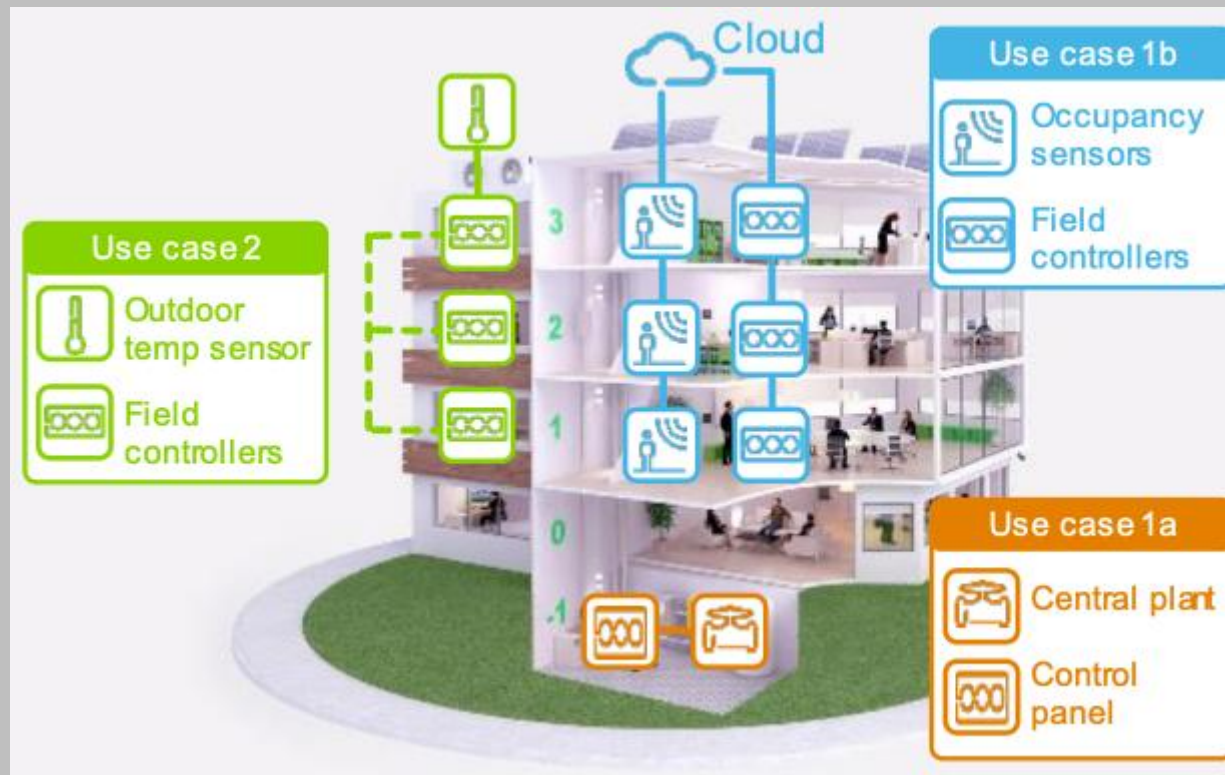 Cloud
Use case 1b
Occupancy
sensors
Field
controllers
Use case 2
Outdoor
temp sensor
Field
controllers
3
2
1
0
-1
Use case 1a
Central plant
Control
panel